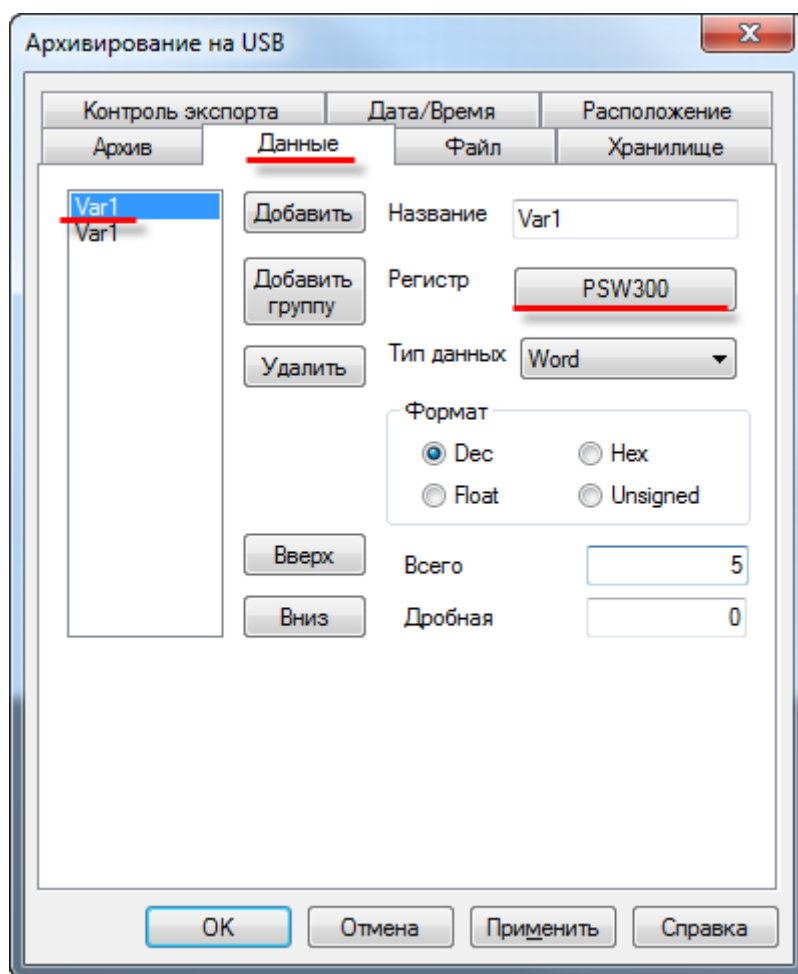 Архивирование на USB
Контроль экспорта Дата/Время Расположение
Архив Данные Файл Хранилище
Var1 Добавить Название Var1
Var1
Добавить группу Регистр PSW300
Удалить Тип данных Word
Формат
Dec Hex
Float Unsigned
Вверх Всего 5
Вниз Дробная 0
OK Отмена Применить Справка